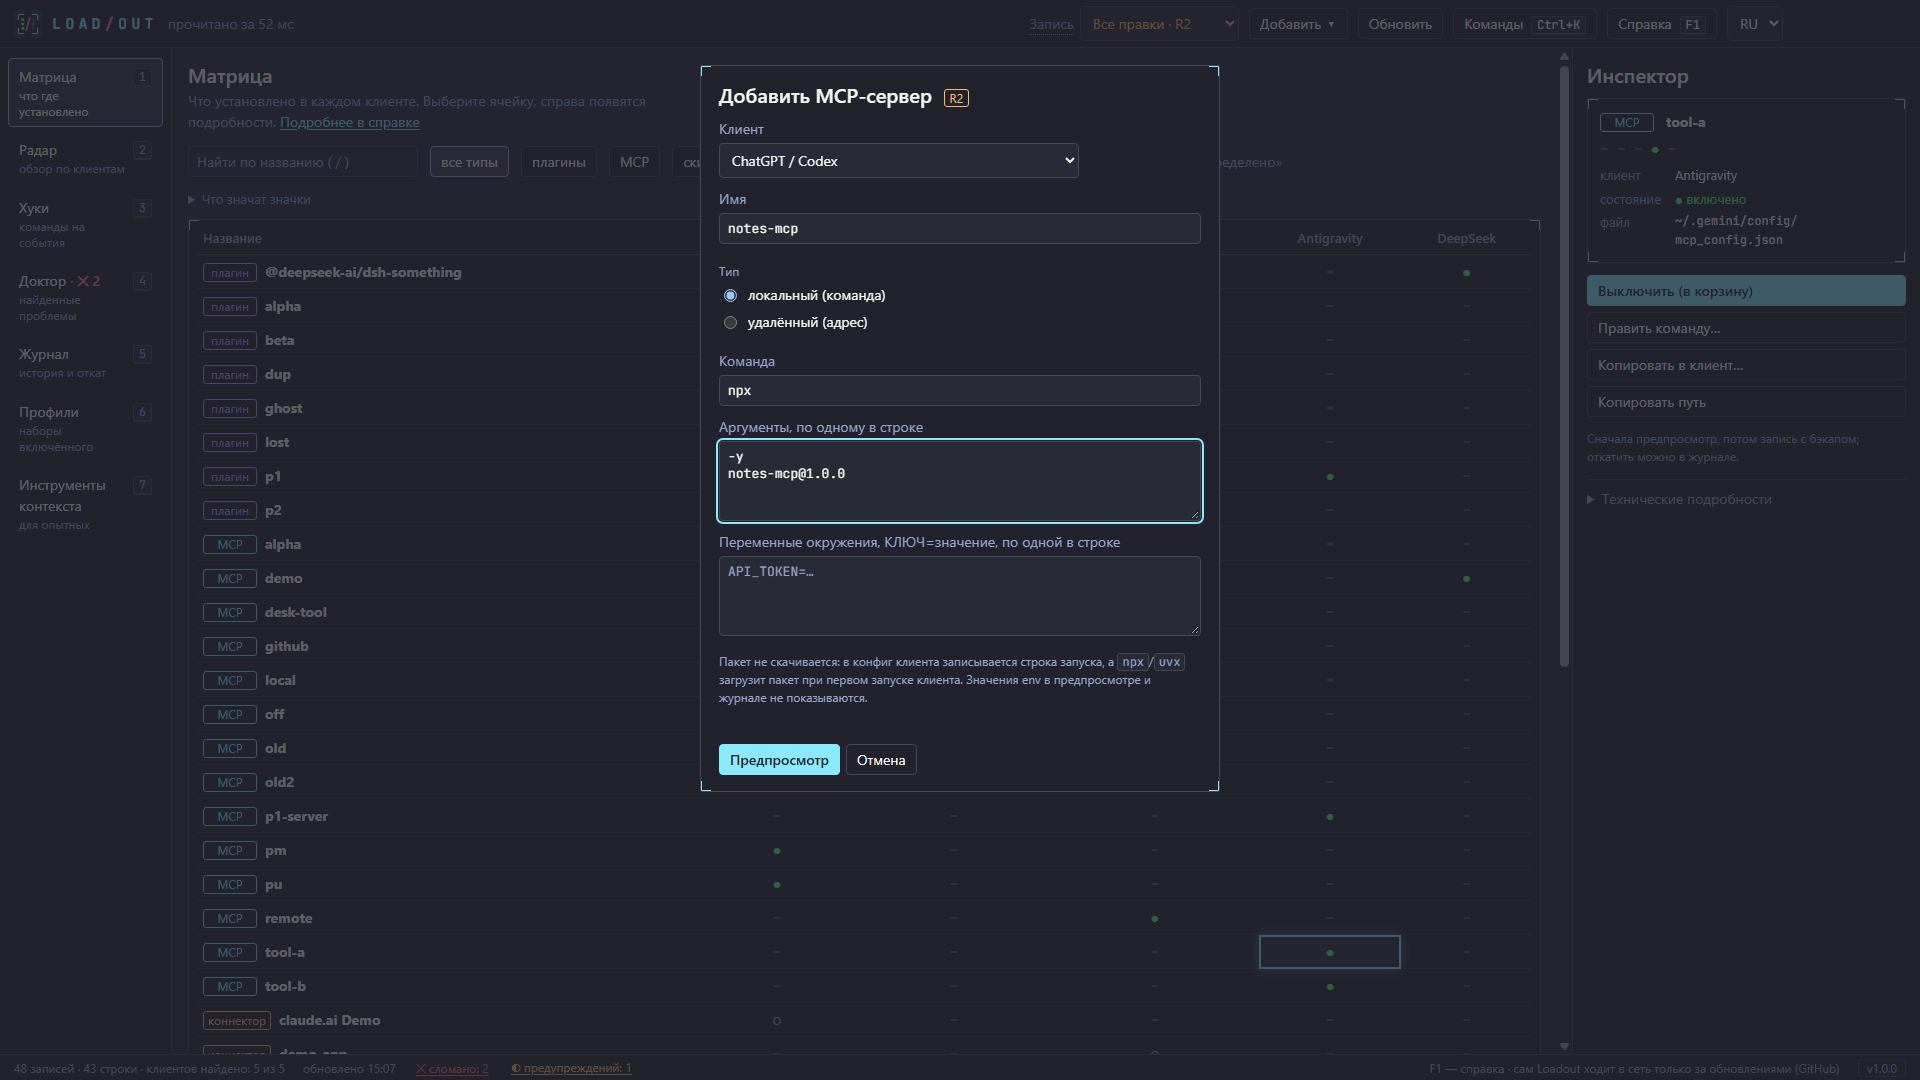 LOAD/OUT прочитано за 52 мс
Запись Все правки · R2 Добавить ▾ Обновить Команды Ctrl+K Справка F1 RU
Матрица 1
что где
установлено
Радар 2
обзор по клиентам
Хуки 3
команды на
события
Доктор · ✕ 2 4
найденные
проблемы
Журнал 5
история и откат
Профили 6
наборы
включённого
Инструменты 7
контекста
для опытных
Матрица
Что установлено в каждом клиенте. Выберите ячейку, справа появятся
подробности. Подробнее в справке
Найти по названию ( / ) все типы плагины MCP
▶ Что значат значки
Название Antigravity DeepSeek
плагин @deepseek-ai/dsh-something
плагин alpha
плагин beta
плагин dup
плагин ghost
плагин lost
плагин p1
плагин p2
MCP alpha
MCP demo
MCP desk-tool
MCP github
MCP local
MCP off
MCP old
MCP old2
MCP p1-server
MCP pm
MCP pu
MCP remote
MCP tool-a
MCP tool-b
коннектор claude.ai Demo
Добавить MCP-сервер R2
Клиент
ChatGPT / Codex
Имя
notes-mcp
Тип
локальный (команда)
удалённый (адрес)
Команда
npx
Аргументы, по одному в строке
-y
notes-mcp@1.0.0
Переменные окружения, КЛЮЧ=значение, по одной в строке
API_TOKEN=…
Пакет не скачивается: в конфиг клиента записывается строка запуска, а npx/uvx
загрузит пакет при первом запуске клиента. Значения env в предпросмотре и
журнале не показываются.
Предпросмотр Отмена
Инспектор
MCP tool-a
клиент Antigravity
состояние ● включено
файл ~/.gemini/config/
mcp_config.json
Выключить (в корзину)
Править команду…
Копировать в клиент…
Копировать путь
Сначала предпросмотр, потом запись с бэкапом;
откатить можно в журнале.
▶ Технические подробности
48 записей · 43 строки · клиентов найдено: 5 из 5 обновлено 15:07 ✕ сломано: 2 ◐ предупреждений: 1
F1 — справка · сам Loadout ходит в сеть только за обновлениями (GitHub) v1.0.0